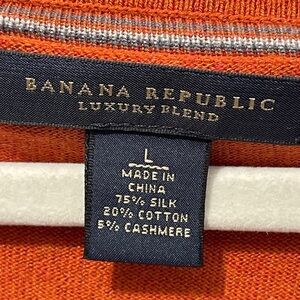 BANANA REPUBLIC
LUXURY BLEND
L
MADE IN
CHINA
75% SILK
20% COTTON
5% CASHMERE